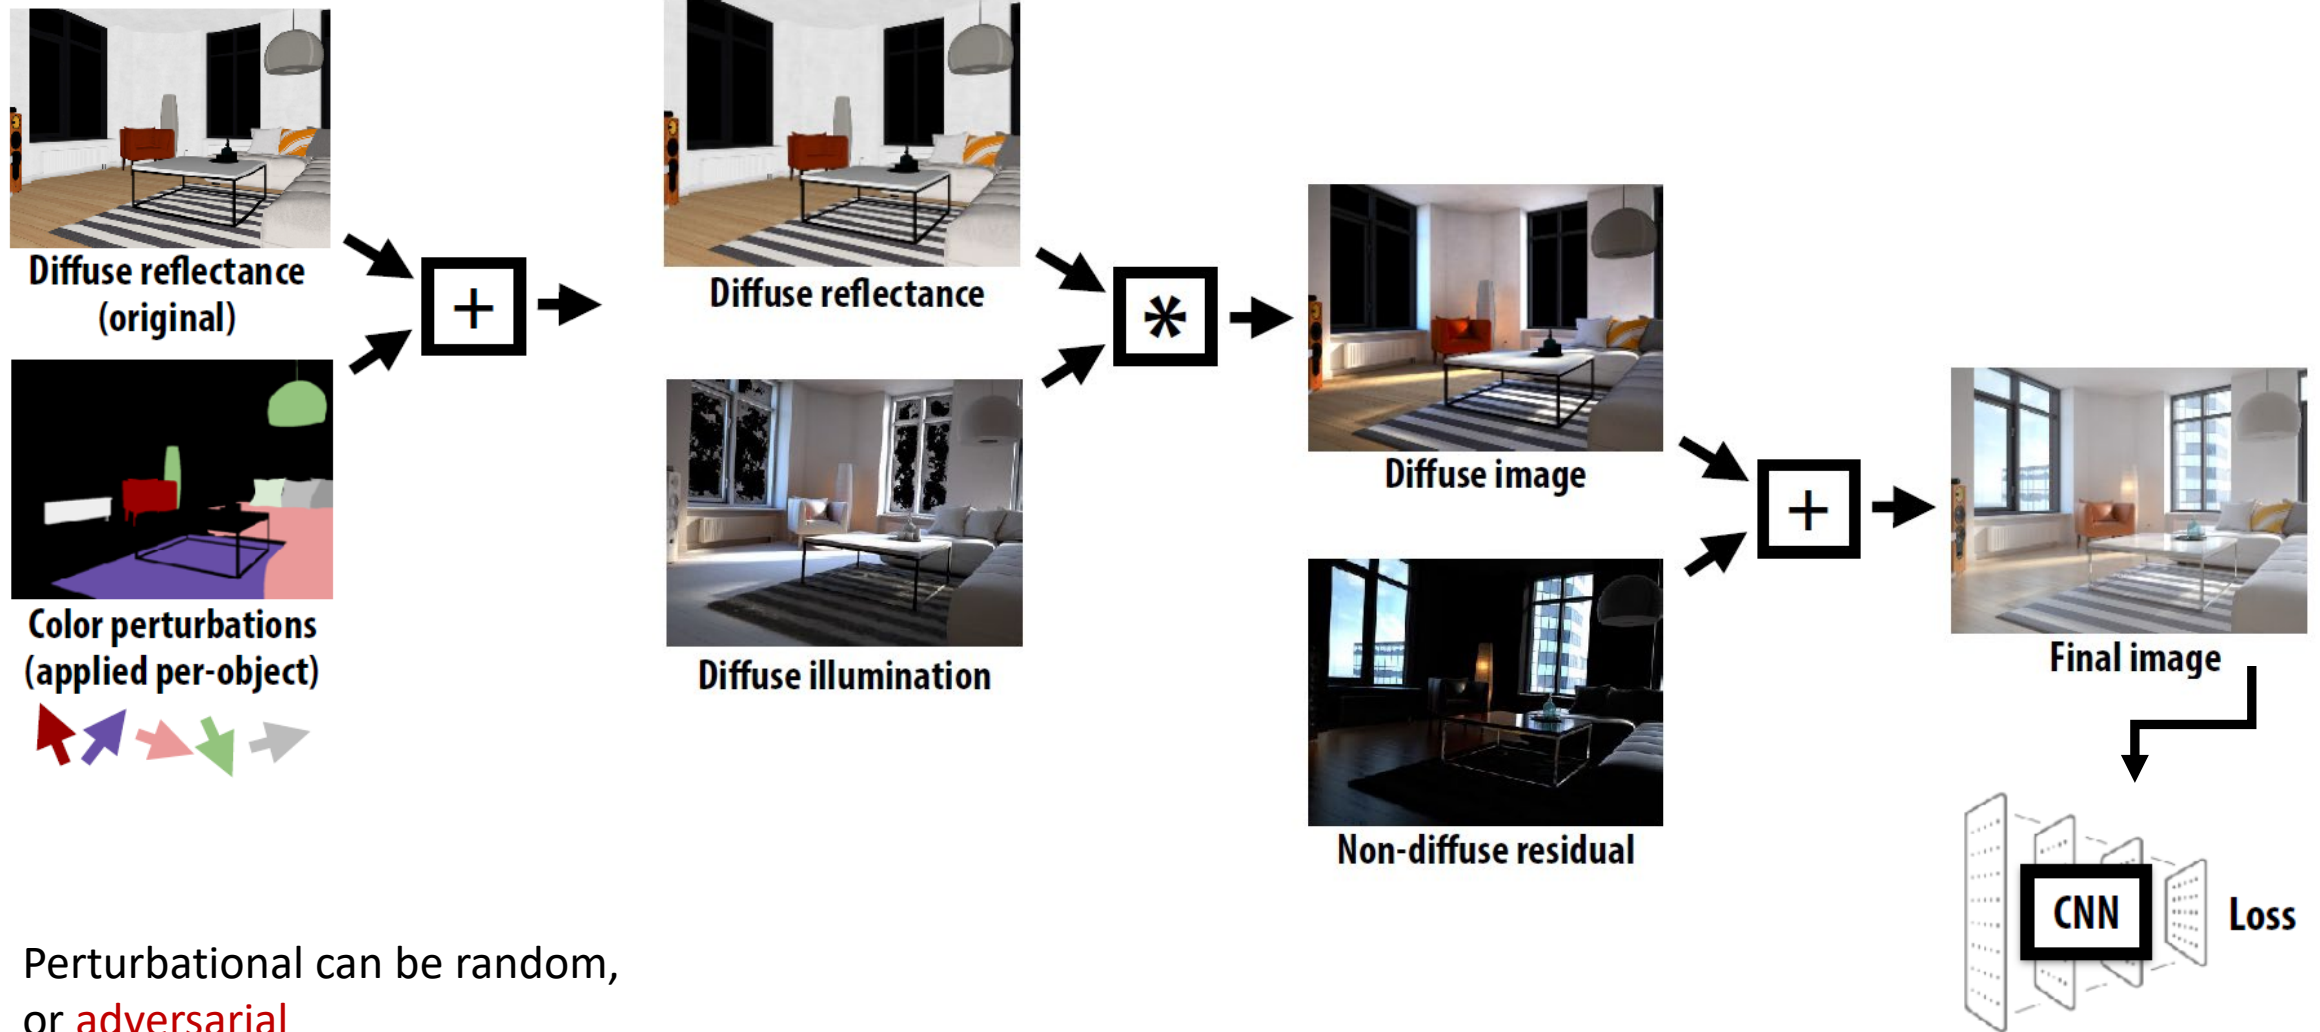 Diffuse reflectance
(original)
+
Color perturbations
(applied per-object)
Diffuse reflectance
*
Diffuse illumination
Diffuse image
+
Non-diffuse residual
Final image
CNN
Loss
Perturbational can be random,
or adversarial